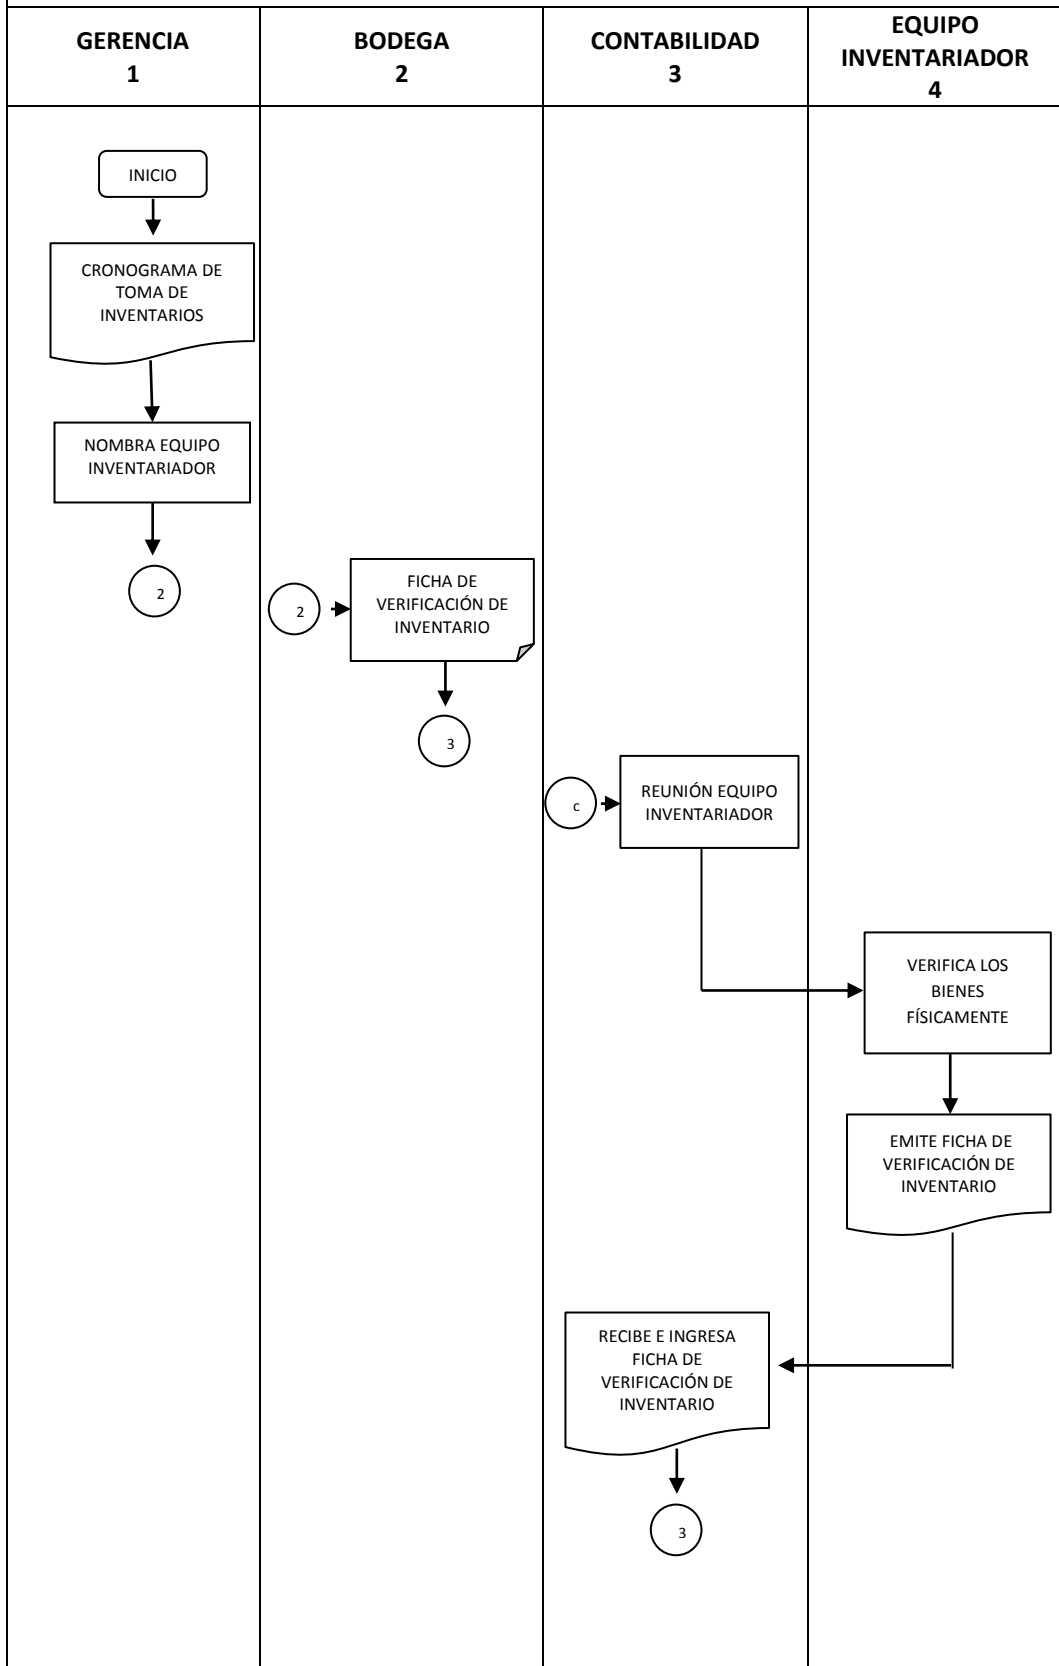 GERENCIA
1
BODEGA
2
CONTABILIDAD
3
EQUIPO
INVENTARIADOR
4
INICIO
CRONOGRAMA DE
TOMA DE
INVENTARIOS
NOMBRA EQUIPO
INVENTARIADOR
2
2
FICHA DE
VERIFICACIÓN DE
INVENTARIO
3
c
REUNIÓN EQUIPO
INVENTARIADOR
VERIFICA LOS
BIENES
FÍSICAMENTE
EMITE FICHA DE
VERIFICACIÓN DE
INVENTARIO
RECIBE E INGRESA
FICHA DE
VERIFICACIÓN DE
INVENTARIO
3